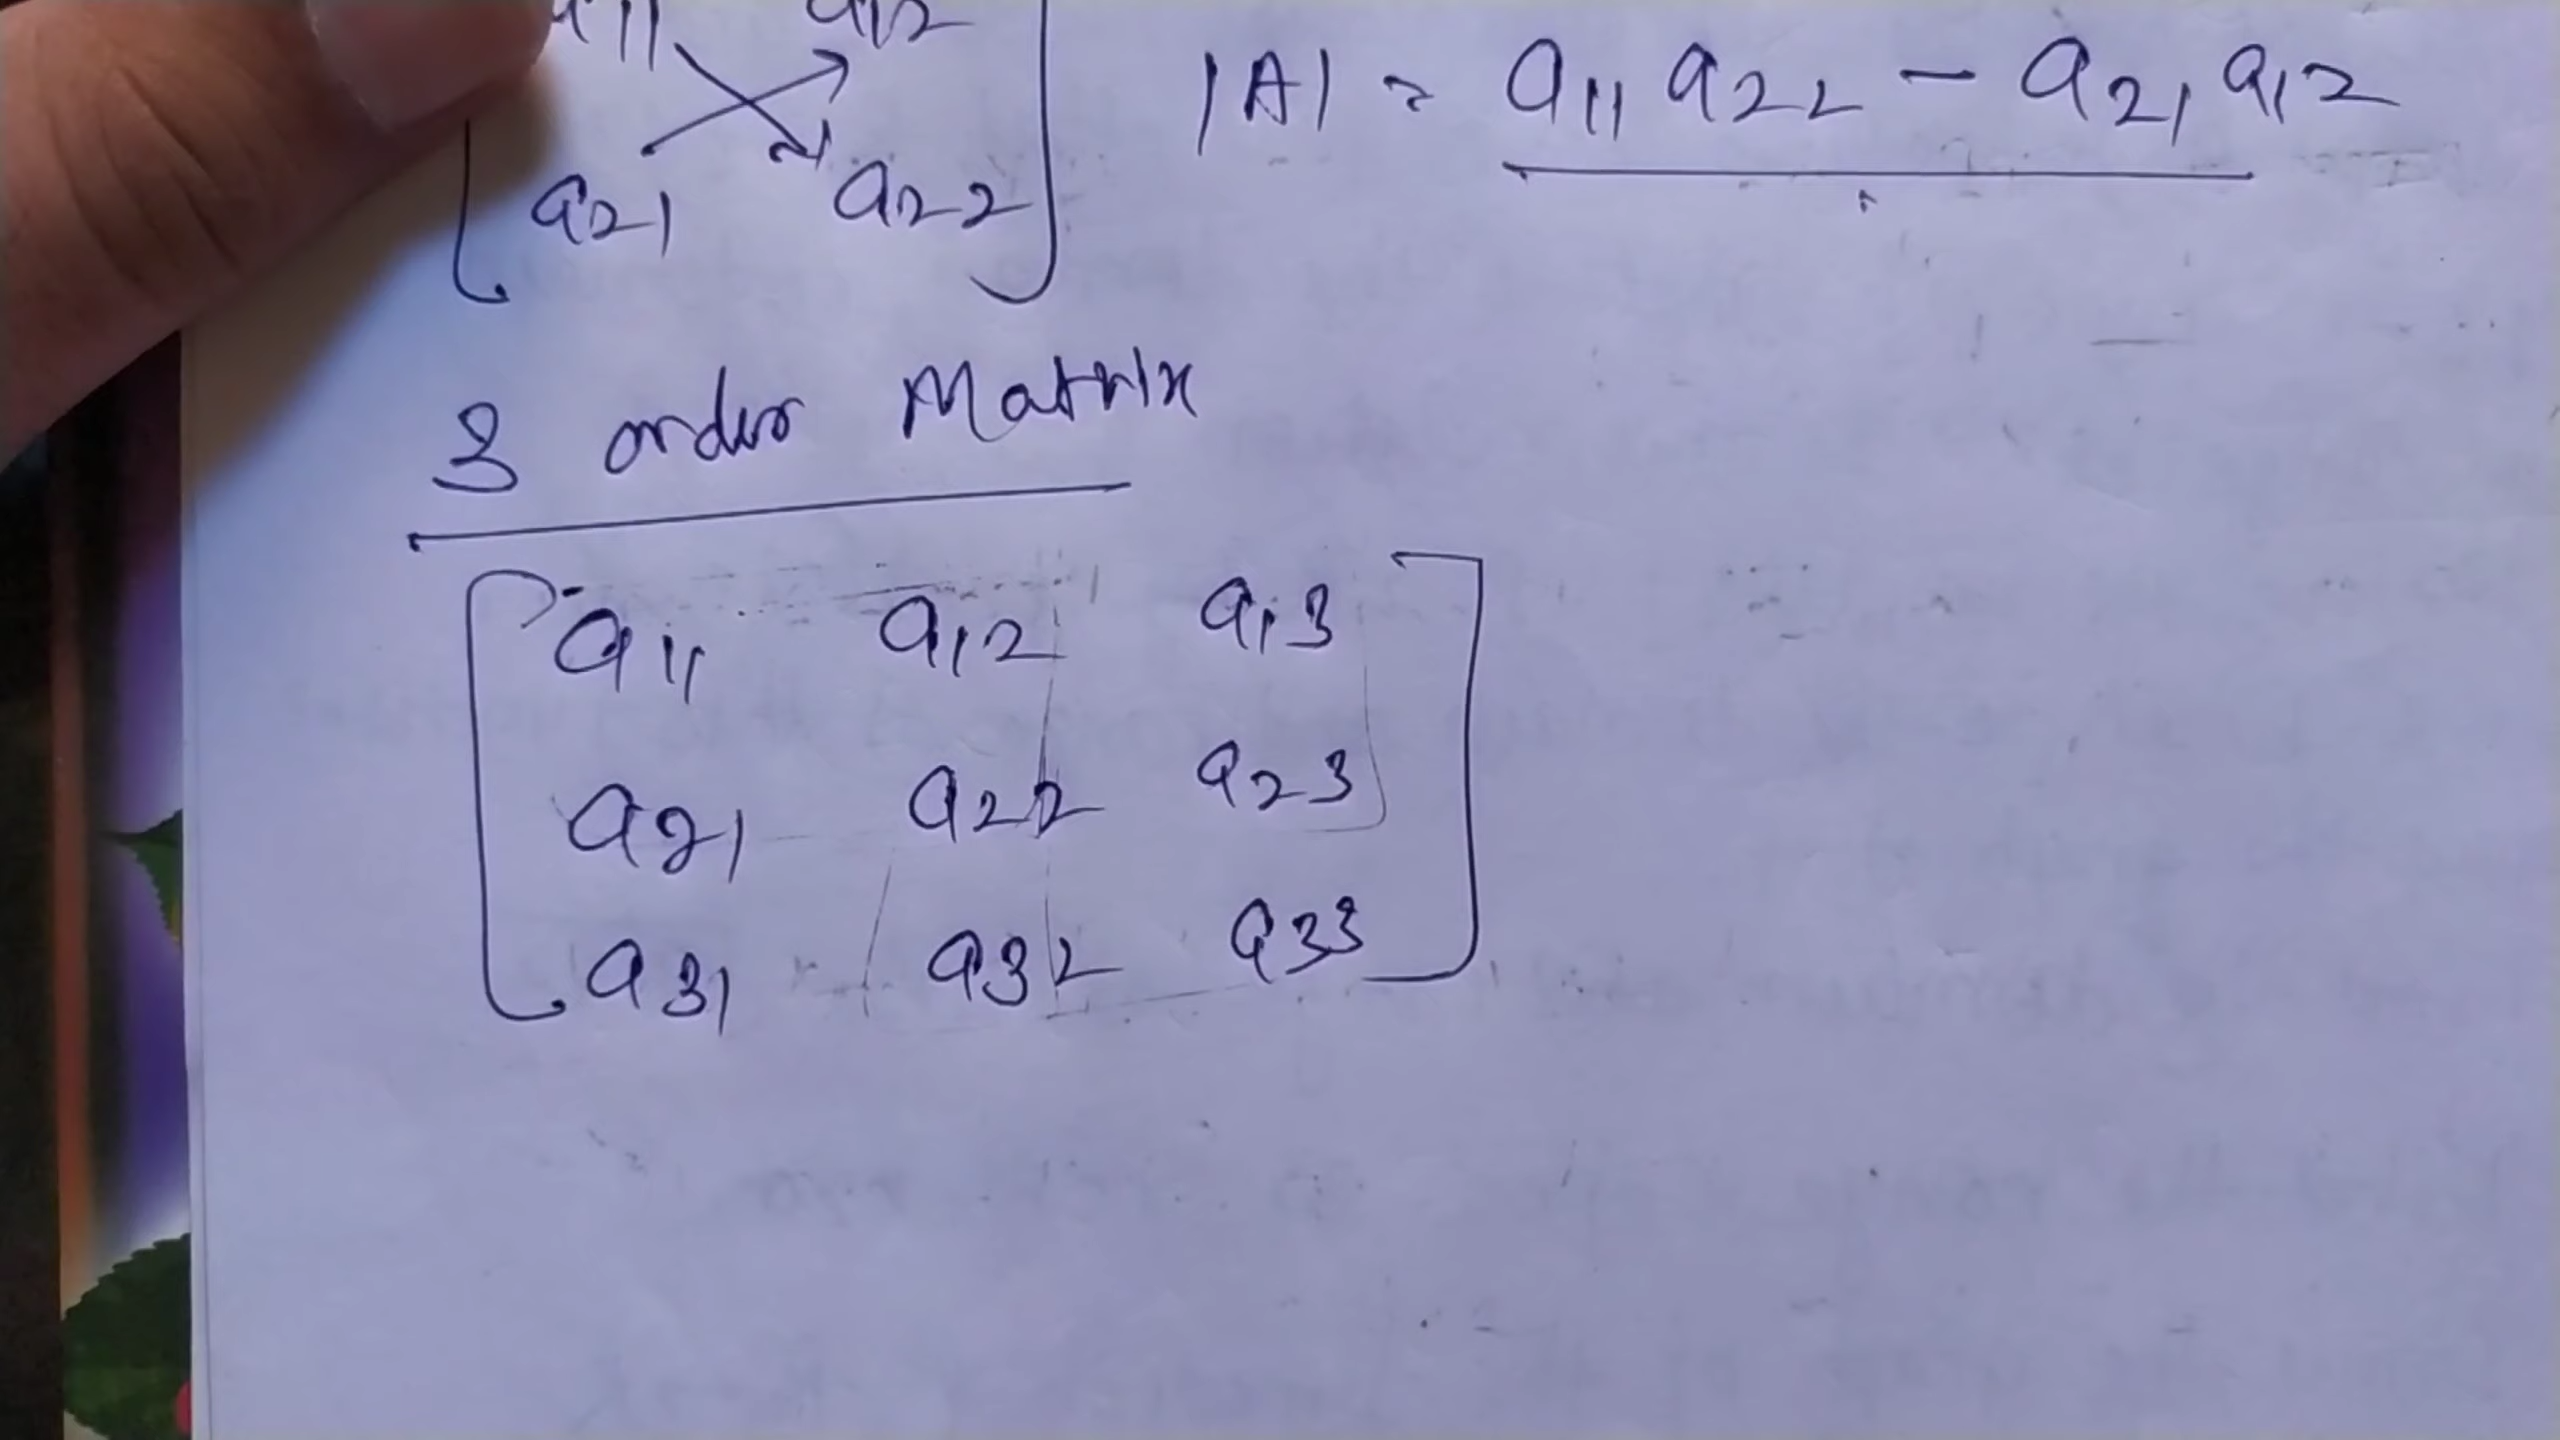 a11 a12
|A| = a11 a22 - a21 a12
a21 a22
3 order Matrix
a11 a12 a13
a21 a22 a23
a31 a32 a33